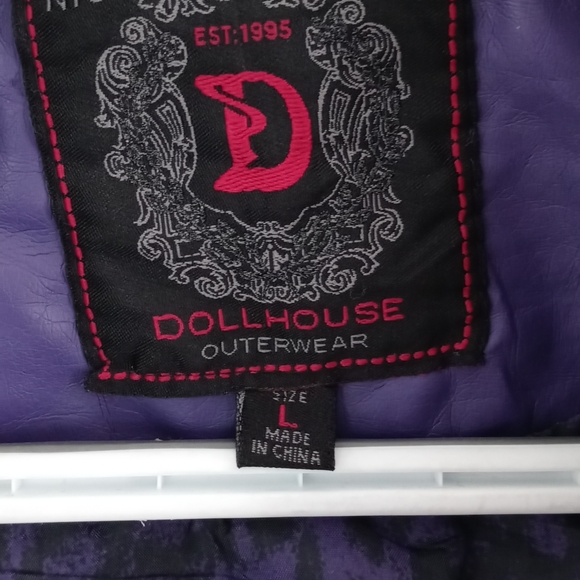 EST:1995
D
DOLLHOUSE
OUTERWEAR
SIZE
L
MADE
IN CHINA